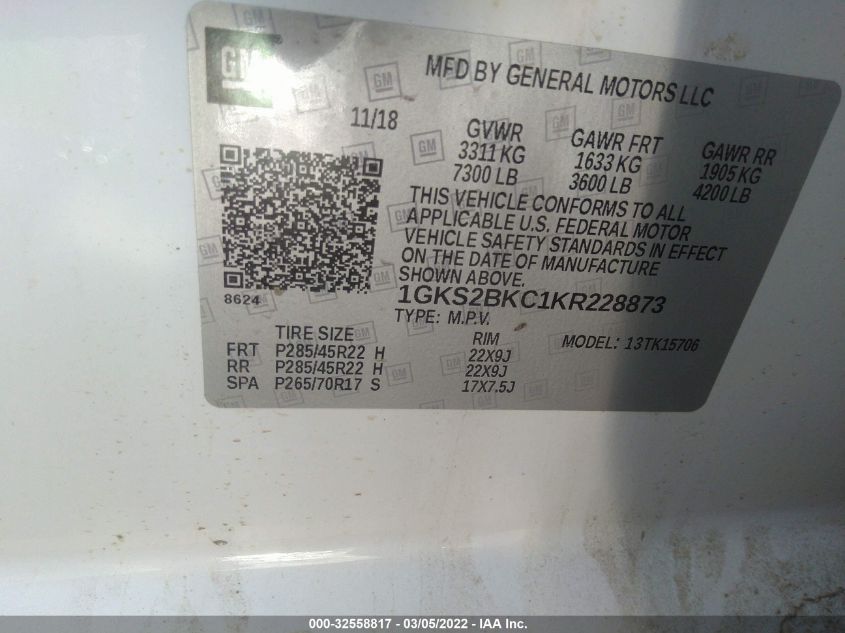 GM
MFD BY GENERAL MOTORS LLC
11/18
GVWR
3311 KG
7300 LB
GAWR FRT
1633 KG
3600 LB
GAWR RR
1905 KG
4200 LB
THIS VEHICLE CONFORMS TO ALL
APPLICABLE U.S. FEDERAL MOTOR
VEHICLE SAFETY STANDARDS IN EFFECT
ON THE DATE OF MANUFACTURE
SHOWN ABOVE.
8624
1GKS2BKC1KR228873
TYPE: M.P.V.
MODEL: 13TK15706
TIRE SIZE RIM
FRT P285/45R22 H 22X9J
RR P285/45R22 H 22X9J
SPA P265/70R17 S 17X7.5J
000-32558817 - 03/05/2022 - IAA Inc.